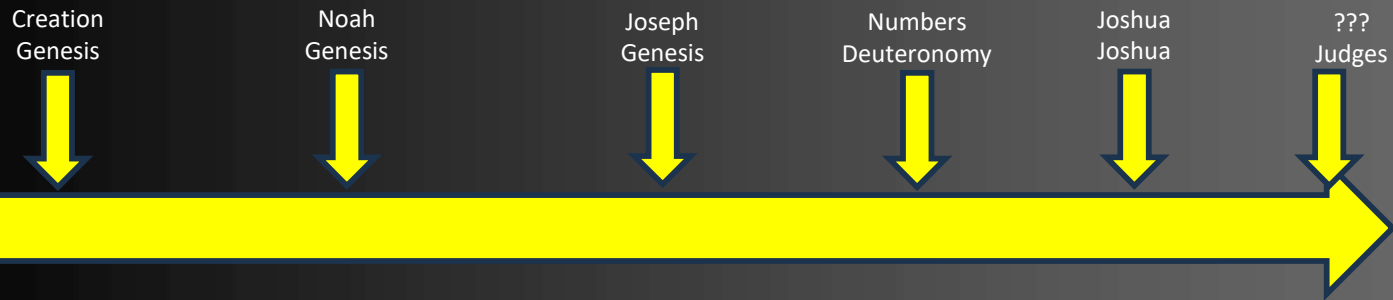 Creation
Genesis
Noah
Genesis
Joseph
Genesis
Numbers
Deuteronomy
Joshua
Joshua
???
Judges